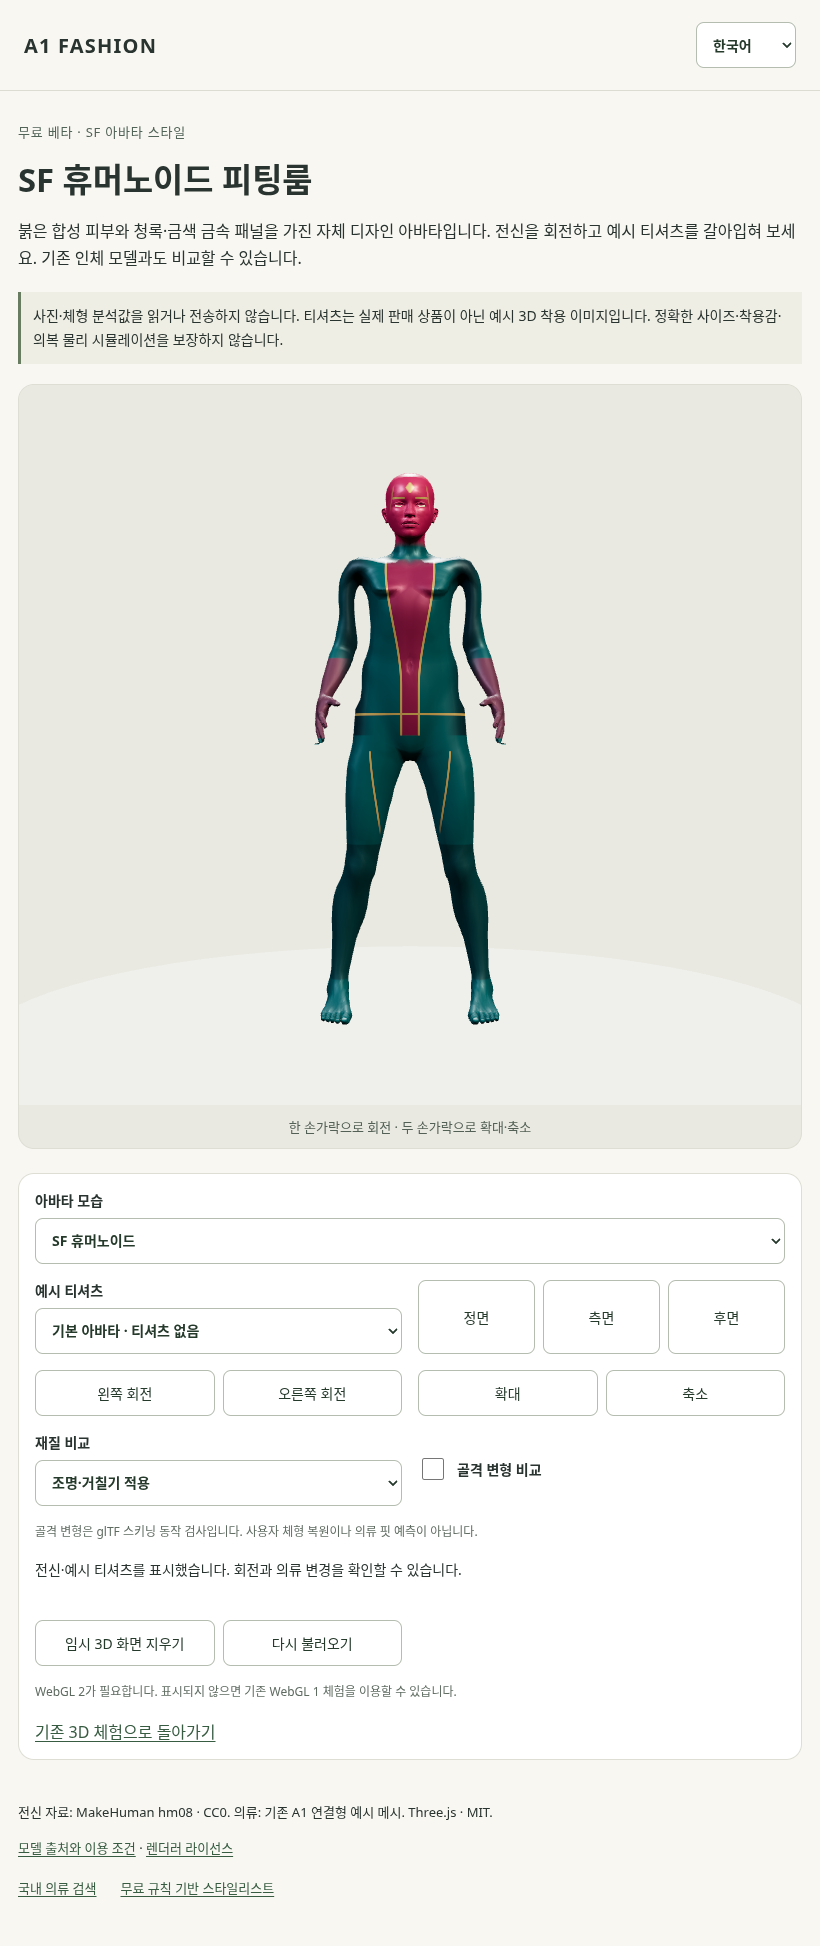 A1 FASHION
한국어
무료 베타 · SF 아바타 스타일
SF 휴머노이드 피팅룸
붉은 합성 피부와 청록·금색 금속 패널을 가진 자체 디자인 아바타입니다. 전신을 회전하고 예시 티셔츠를 갈아입혀 보세
요. 기존 인체 모델과도 비교할 수 있습니다.
사진·체형 분석값을 읽거나 전송하지 않습니다. 티셔츠는 실제 판매 상품이 아닌 예시 3D 착용 이미지입니다. 정확한 사이즈·착용감·
의복 물리 시뮬레이션을 보장하지 않습니다.
한 손가락으로 회전 · 두 손가락으로 확대·축소
아바타 모습
SF 휴머노이드
예시 티셔츠
기본 아바타 · 티셔츠 없음
정면
측면
후면
왼쪽 회전
오른쪽 회전
확대
축소
재질 비교
조명·거칠기 적용
골격 변형 비교
골격 변형은 glTF 스키닝 동작 검사입니다. 사용자 체형 복원이나 의류 핏 예측이 아닙니다.
전신·예시 티셔츠를 표시했습니다. 회전과 의류 변경을 확인할 수 있습니다.
임시 3D 화면 지우기
다시 불러오기
WebGL 2가 필요합니다. 표시되지 않으면 기존 WebGL 1 체험을 이용할 수 있습니다.
기존 3D 체험으로 돌아가기
전신 자료: MakeHuman hm08 · CC0. 의류: 기존 A1 연결형 예시 메시. Three.js · MIT.
모델 출처와 이용 조건 · 렌더러 라이선스
국내 의류 검색
무료 규칙 기반 스타일리스트